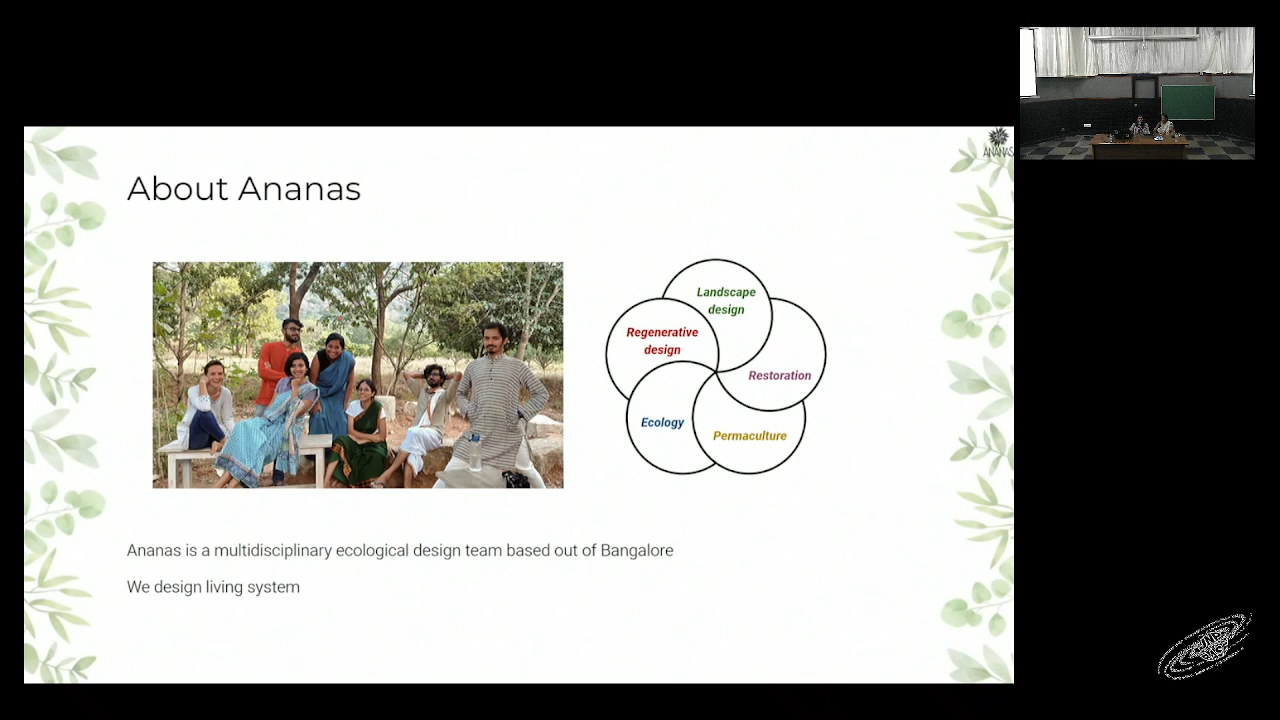 ANANAS
About Ananas
Landscape
design
Regenerative
design
Restoration
Ecology
Permaculture
Ananas is a multidisciplinary ecological design team based out of Bangalore
We design living system